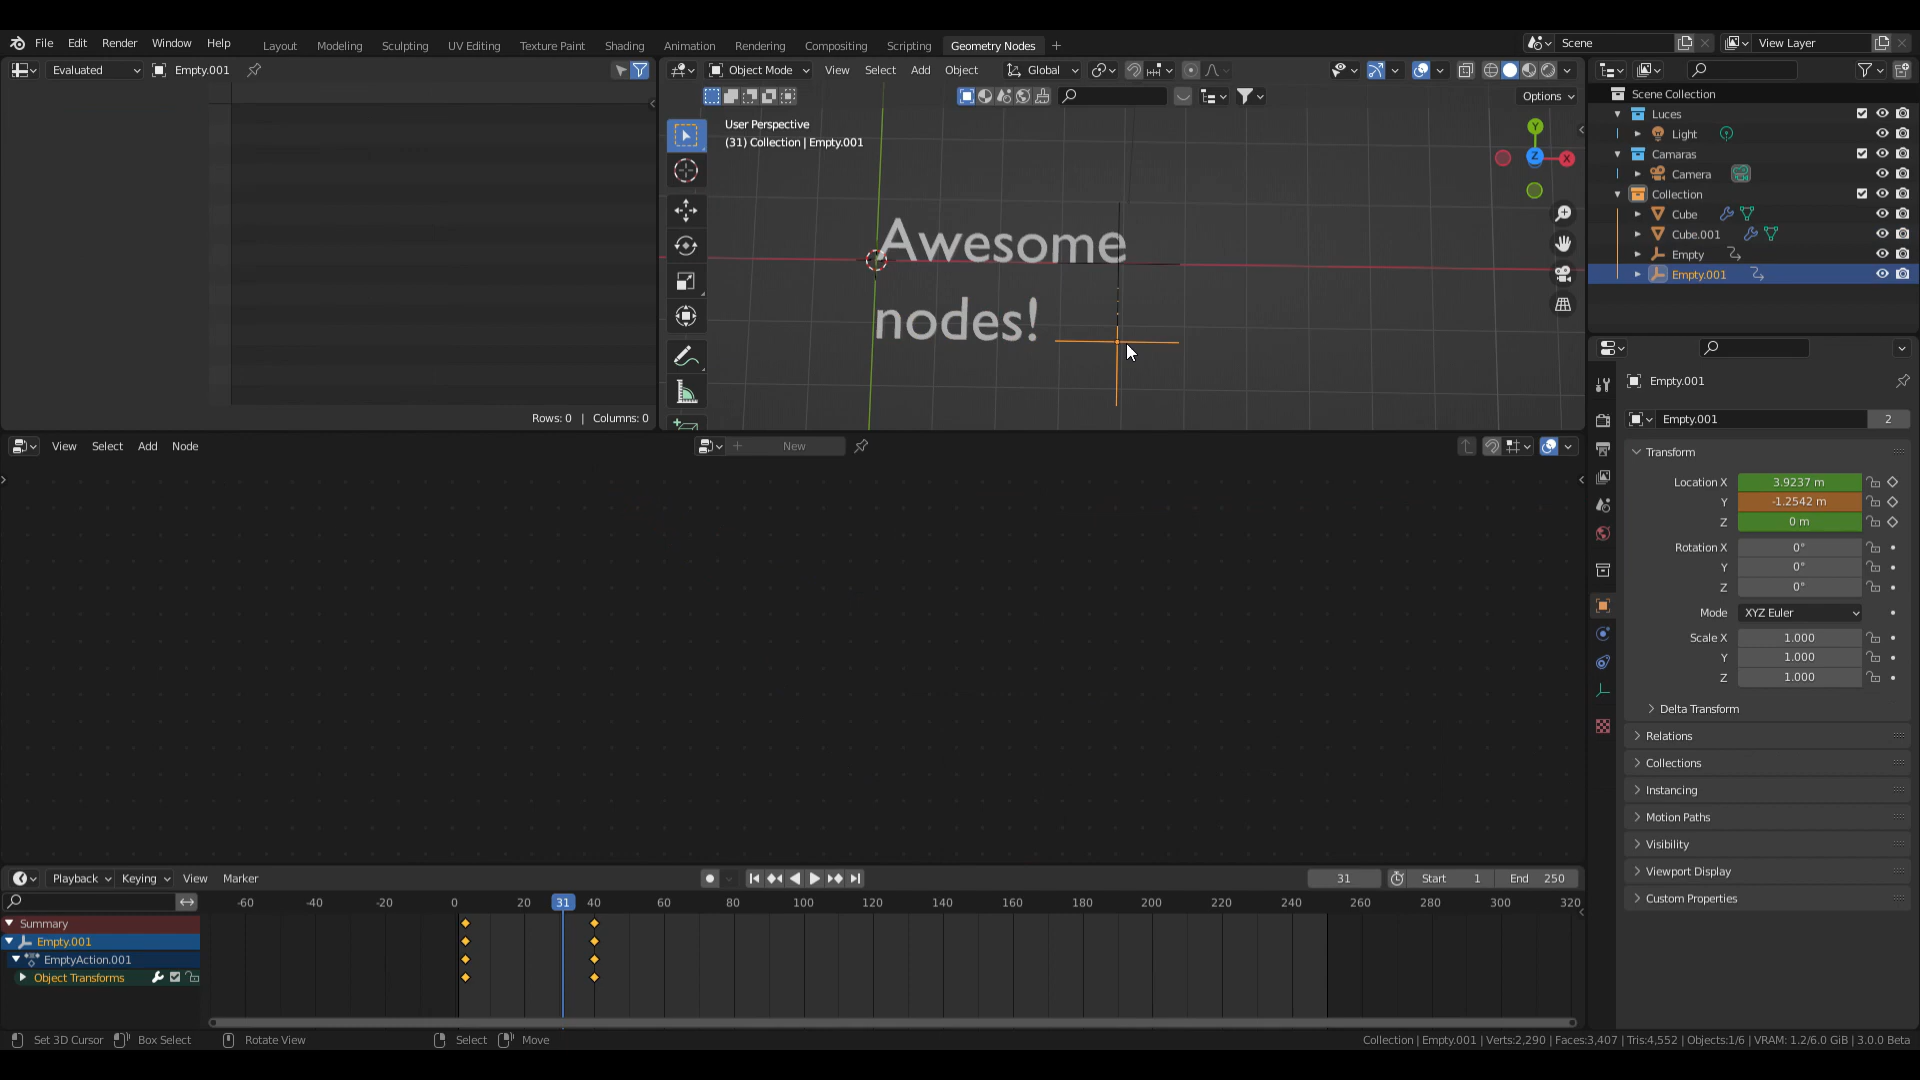 File Edit Render Window Help Layout Modeling Sculpting UV Editing Texture Paint Shading Animation Rendering Compositing Scripting Geometry Nodes + Scene View Layer
Evaluated Empty.001
Object Mode View Select Add Object Global
Options
User Perspective
(31) Collection | Empty.001
Y
Z X
Awesome
nodes!
Rows: 0 | Columns: 0
Scene Collection
Luces
Light
Camaras
Camera
Collection
Cube
Cube.001
Empty
Empty.001
Empty.001
Empty.001 2
Transform
Location X 3.9237 m
Y -1.2542 m
Z 0 m
Rotation X 0°
Y 0°
Z 0°
Mode XYZ Euler
Scale X 1.000
Y 1.000
Z 1.000
Delta Transform
Relations
Collections
Instancing
Motion Paths
Visibility
Viewport Display
Custom Properties
View Select Add Node New
Playback Keying View Marker 31 Start 1 End 250
-60 -40 -20 0 20 31 40 60 80 100 120 140 160 180 200 220 240 260 280 300 320
Summary
Empty.001
EmptyAction.001
Object Transforms
Set 3D Cursor Box Select Rotate View Select Move Collection | Empty.001 | Verts:2,290 | Faces:3,407 | Tris:4,552 | Objects:1/6 | VRAM: 1.2/6.0 GiB | 3.0.0 Beta